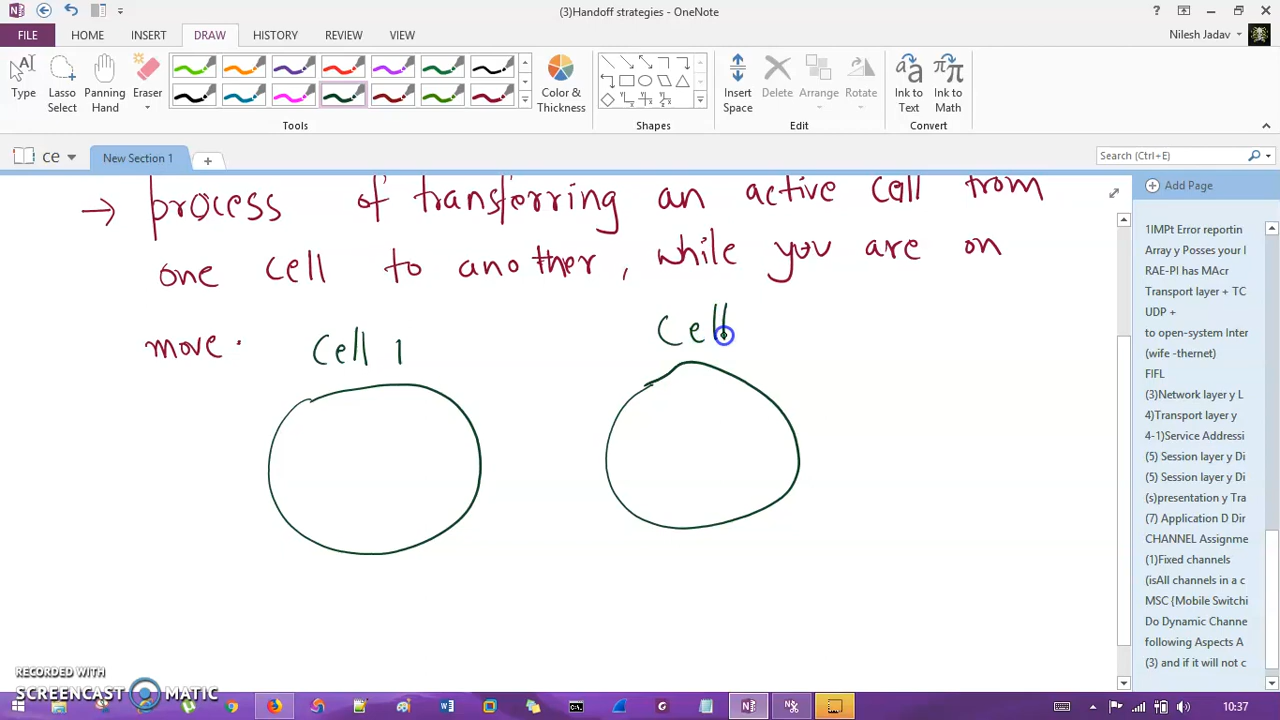 (3)Handoff strategies - OneNote
FILE HOME INSERT DRAW HISTORY REVIEW VIEW
Nilesh Jadav
Type
Lasso Select
Panning Hand
Eraser
Color & Thickness
Insert Space
Delete
Arrange
Rotate
Ink to Text
Ink to Math
Tools
Shapes
Edit
Convert
ce
New Section 1
Search (Ctrl+E)
→ process of transferring an active cell from
one cell to another, while you are on
move.
Cell 1
Cell
Add Page
1IMPt Error reportin
Array y Posses your l
RAE-PI has MAcr
Transport layer + TC
UDP +
to open-system Inter
(wife -thernet)
FIFL
(3)Network layer y L
4)Transport layer y
4-1)Service Addressi
(5) Session layer y Di
(5) Session layer y Di
(s)presentation y Tra
(7) Application D Dir
CHANNEL Assignme
(1)Fixed channels
(isAll channels in a c
MSC {Mobile Switchi
Do Dynamic Channe
following Aspects A
(3) and if it will not c
RECORDED WITH
SCREENCAST MATIC
10:37